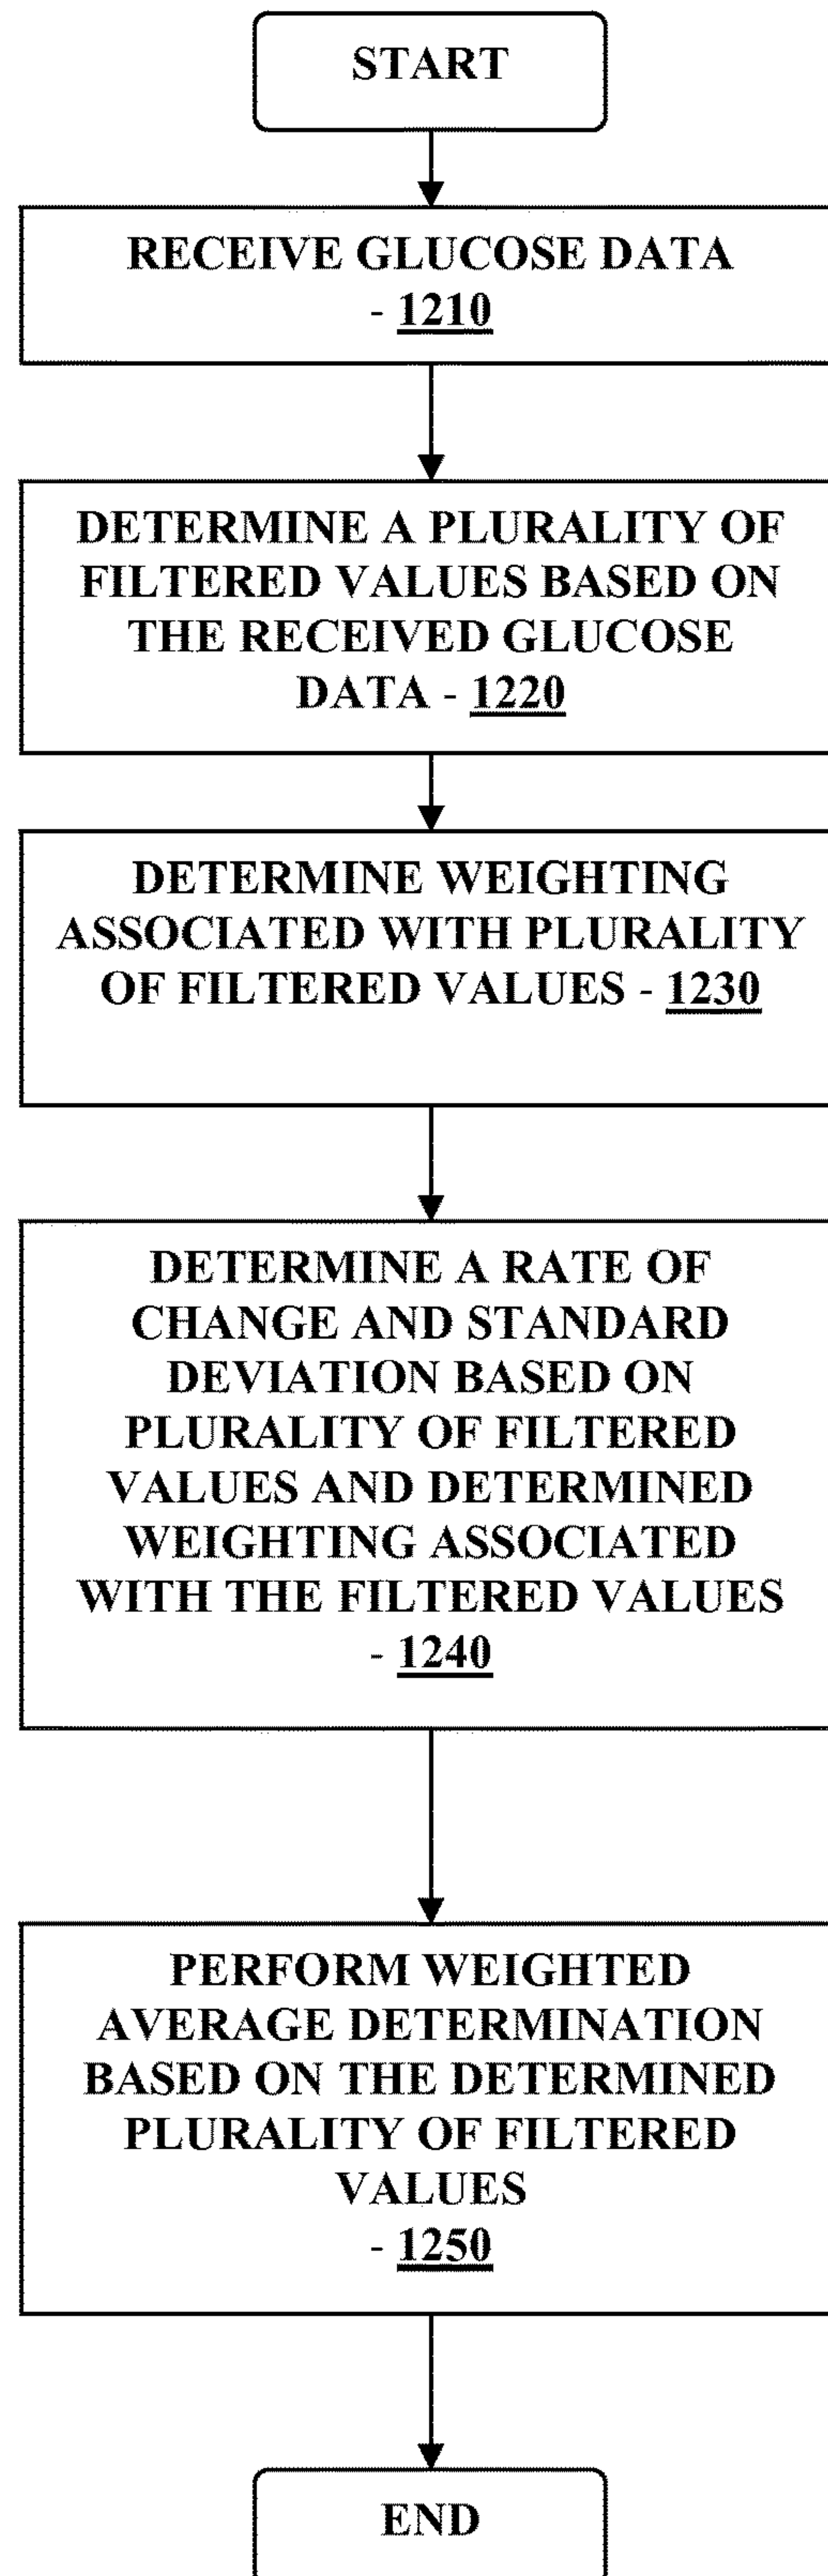 START
RECEIVE GLUCOSE DATA
- 1210
DETERMINE A PLURALITY OF
FILTERED VALUES BASED ON
THE RECEIVED GLUCOSE
DATA - 1220
DETERMINE WEIGHTING
ASSOCIATED WITH PLURALITY
OF FILTERED VALUES - 1230
DETERMINE A RATE OF
CHANGE AND STANDARD
DEVIATION BASED ON
PLURALITY OF FILTERED
VALUES AND DETERMINED
WEIGHTING ASSOCIATED
WITH THE FILTERED VALUES
- 1240
PERFORM WEIGHTED
AVERAGE DETERMINATION
BASED ON THE DETERMINED
PLURALITY OF FILTERED
VALUES
- 1250
END